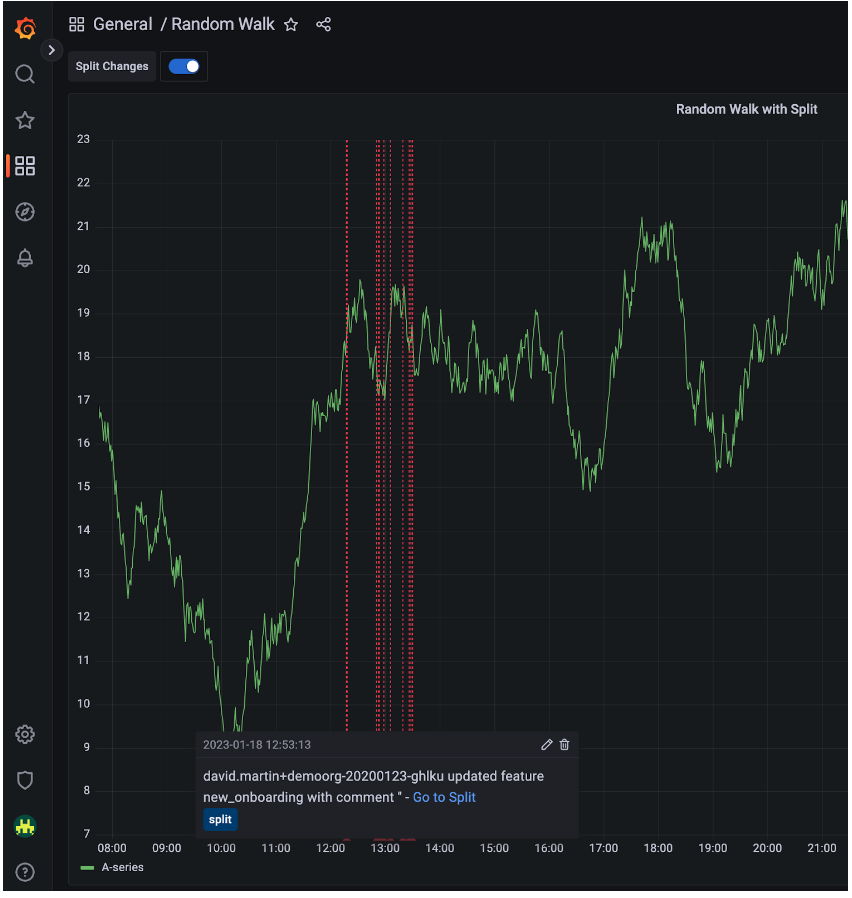 General / Random Walk
Split Changes
Random Walk with Split
23
22
21
20
19
18
17
16
15
14
13
12
11
10
9
8
7
2023-01-18 12:53:13
david.martin+demoorg-20200123-ghlku updated feature
new_onboarding with comment " - Go to Split
split
08:00 09:00 10:00 11:00 12:00 13:00 14:00 15:00 16:00 17:00 18:00 19:00 20:00 21:00
A-series